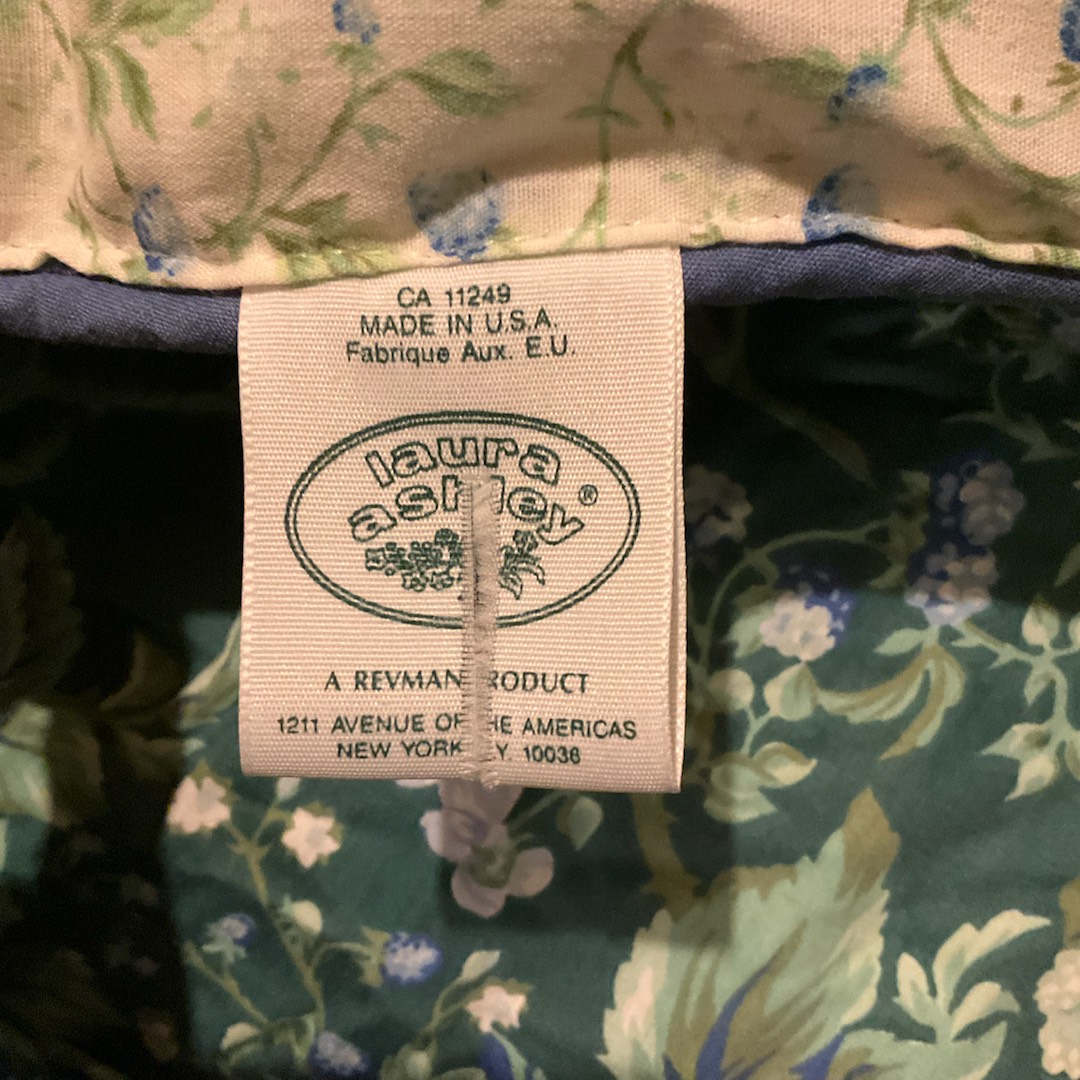 CA 11249
MADE IN U.S.A.
Fabrique Aux. E.U.
laura
ashley ®
A REVMAN PRODUCT
1211 AVENUE OF THE AMERICAS
NEW YORK N.Y. 10036